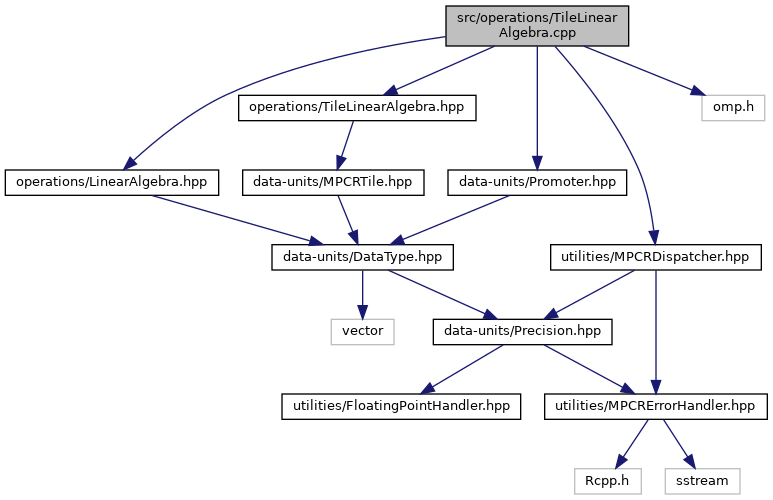 src/operations/TileLinear
Algebra.cpp
operations/TileLinearAlgebra.hpp
omp.h
operations/LinearAlgebra.hpp
data-units/MPCRTile.hpp
data-units/Promoter.hpp
data-units/DataType.hpp
utilities/MPCRDispatcher.hpp
vector
data-units/Precision.hpp
utilities/FloatingPointHandler.hpp
utilities/MPCRErrorHandler.hpp
Rcpp.h
sstream